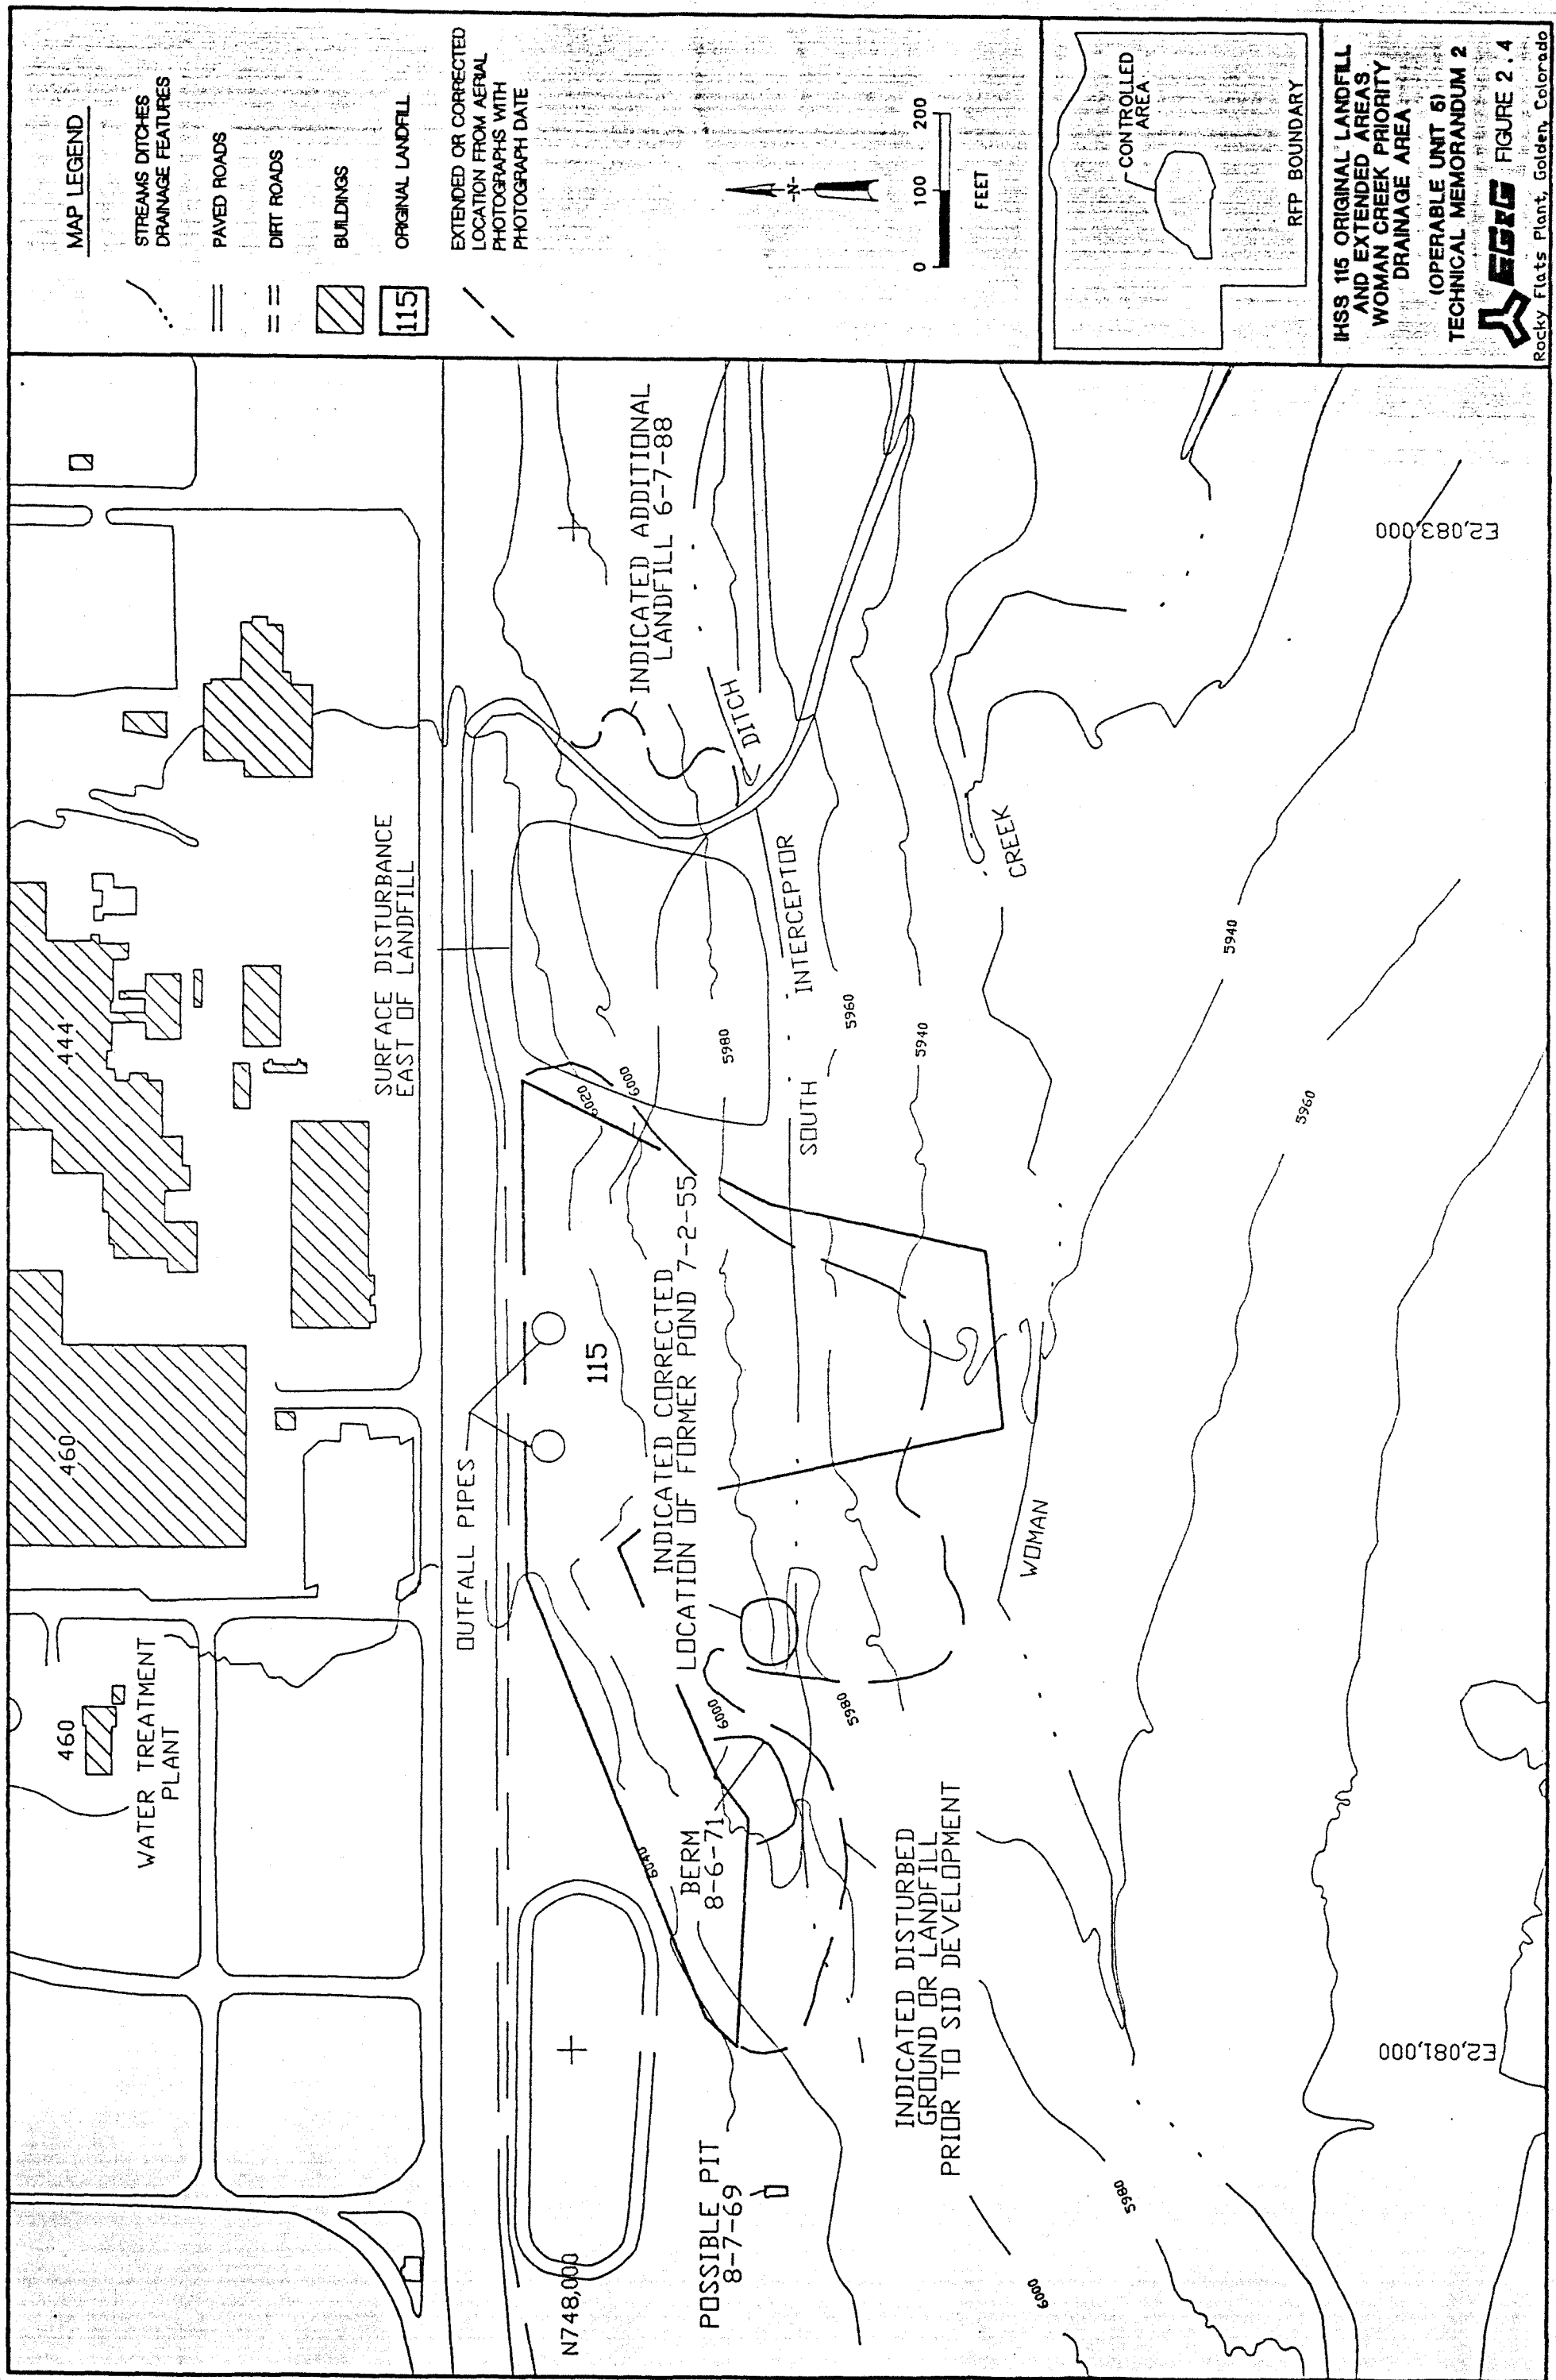 460
WATER TREATMENT
PLANT
460
444
SURFACE DISTURBANCE
EAST OF LANDFILL
OUTFALL PIPES
N748,000
115
INDICATED ADDITIONAL
LANDFILL 6-7-88
POSSIBLE PIT
8-7-69
BERM
8-6-71
INDICATED CORRECTED
LOCATION OF FORMER POND 7-2-55
6040
6020
6000
6000
5980
5980
SOUTH INTERCEPTOR DITCH
5960
5940
INDICATED DISTURBED
GROUND OR LANDFILL
PRIOR TO SID DEVELOPMENT
WOMAN CREEK
6000
5980
5960
5940
E2,081,000
E2,083,000
MAP LEGEND
STREAMS DITCHES
DRAINAGE FEATURES
PAVED ROADS
DIRT ROADS
BUILDINGS
115
ORIGINAL LANDFILL
EXTENDED OR CORRECTED
LOCATION FROM AERIAL
PHOTOGRAPHS WITH
PHOTOGRAPH DATE
-N-
0 100 200
FEET
CONTROLLED
AREA
RFP BOUNDARY
IHSS 115 ORIGINAL LANDFILL
AND EXTENDED AREAS
WOMAN CREEK PRIORITY
DRAINAGE AREA
(OPERABLE UNIT 5)
TECHNICAL MEMORANDUM 2
EG&G FIGURE 2.4
Rocky Flats Plant, Golden, Colorado